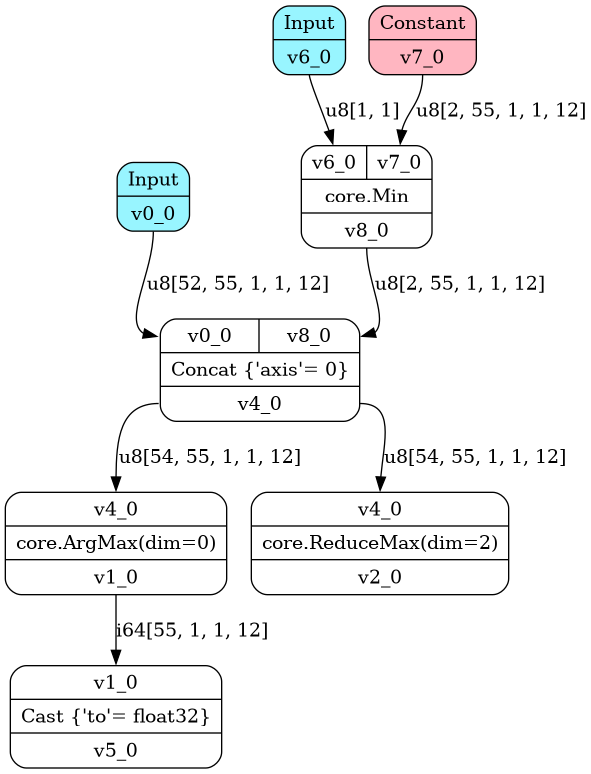 Input
v6_0
Constant
v7_0
u8[1, 1]
u8[2, 55, 1, 1, 12]
v6_0 v7_0
core.Min
v8_0
Input
v0_0
u8[52, 55, 1, 1, 12]
u8[2, 55, 1, 1, 12]
v0_0 v8_0
Concat {'axis'= 0}
v4_0
u8[54, 55, 1, 1, 12]
u8[54, 55, 1, 1, 12]
v4_0
core.ArgMax(dim=0)
v1_0
v4_0
core.ReduceMax(dim=2)
v2_0
i64[55, 1, 1, 12]
v1_0
Cast {'to'= float32}
v5_0